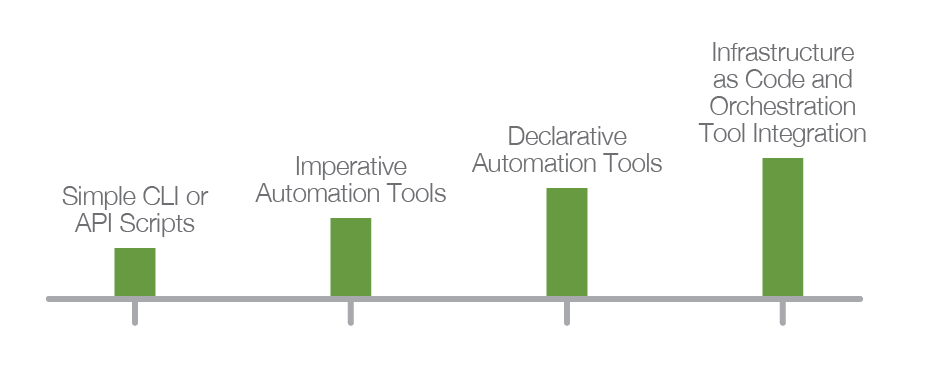 Simple CLI or
API Scripts
Imperative
Automation Tools
Declarative
Automation Tools
Infrastructure
as Code and
Orchestration
Tool Integration